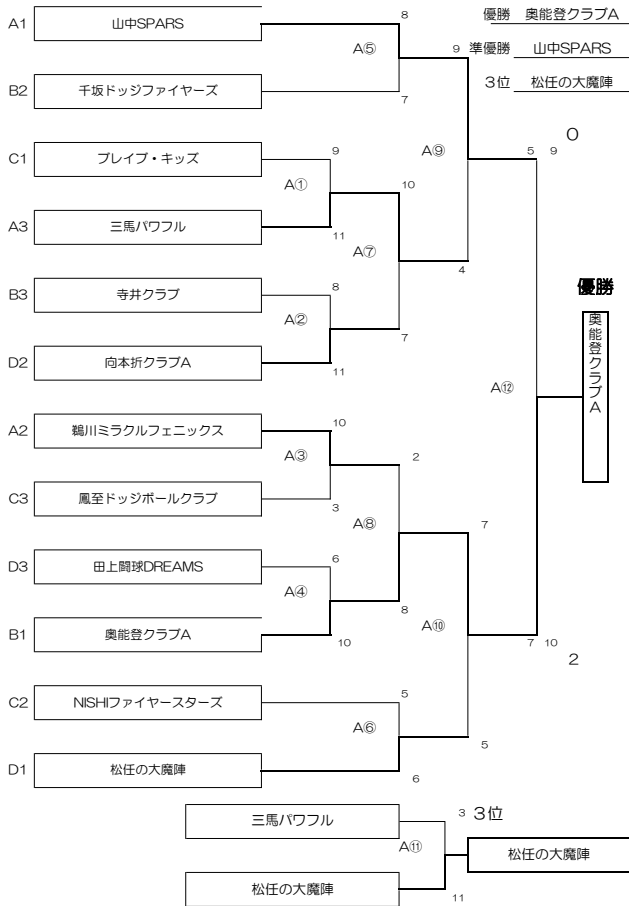 優勝 奥能登クラブA
準優勝 山中SPARS
3位 松任の大魔陣
A1 山中SPARS 8
A⑤ 9
B2 千坂ドッジファイヤーズ 7
C1 ブレイブ・キッズ 9
A⑨ 5 9 0
A① 10
A3 三馬パワフル 11
A⑦ 4
B3 寺井クラブ 8
優勝
A② 7
奥能登クラブA
D2 向本折クラブA 11
A⑫
A2 鵜川ミラクルフェニックス 10
A③ 2
C3 鳳至ドッジボールクラブ 3
A⑧ 7
D3 田上闘球DREAMS 6
A④ 8
A⑩
B1 奥能登クラブA 10
7 10 2
C2 NISHIファイヤースターズ 5
A⑥ 5
D1 松任の大魔陣 6
三馬パワフル 3 3位
A⑪ 松任の大魔陣
松任の大魔陣 11